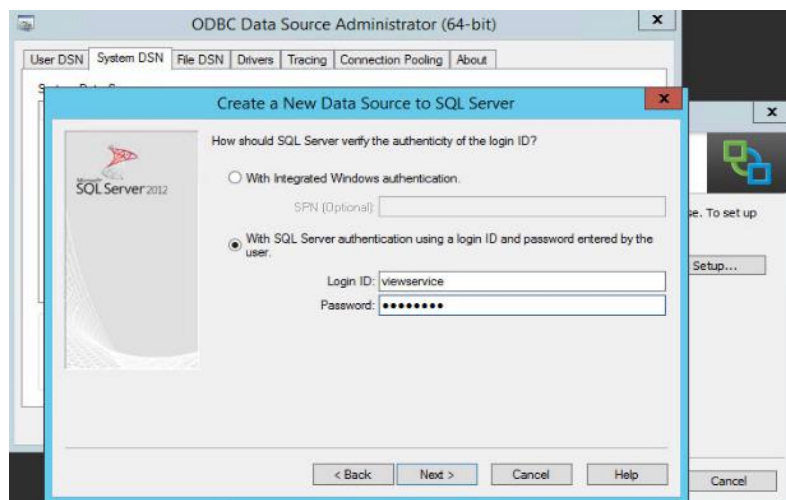 ODBC Data Source Administrator (64-bit)
x
User DSN
System DSN
File DSN
Drivers
Tracing
Connection Pooling
About
Create a New Data Source to SQL Server
x
x
Microsoft
SQL Server 2012
How should SQL Server verify the authenticity of the login ID?
With Integrated Windows authentication.
SPN (Optional):
With SQL Server authentication using a login ID and password entered by the
user.
Login ID: viewservice
Password: ●●●●●●●●
To set up
Setup...
< Back
Next >
Cancel
Help
Cancel